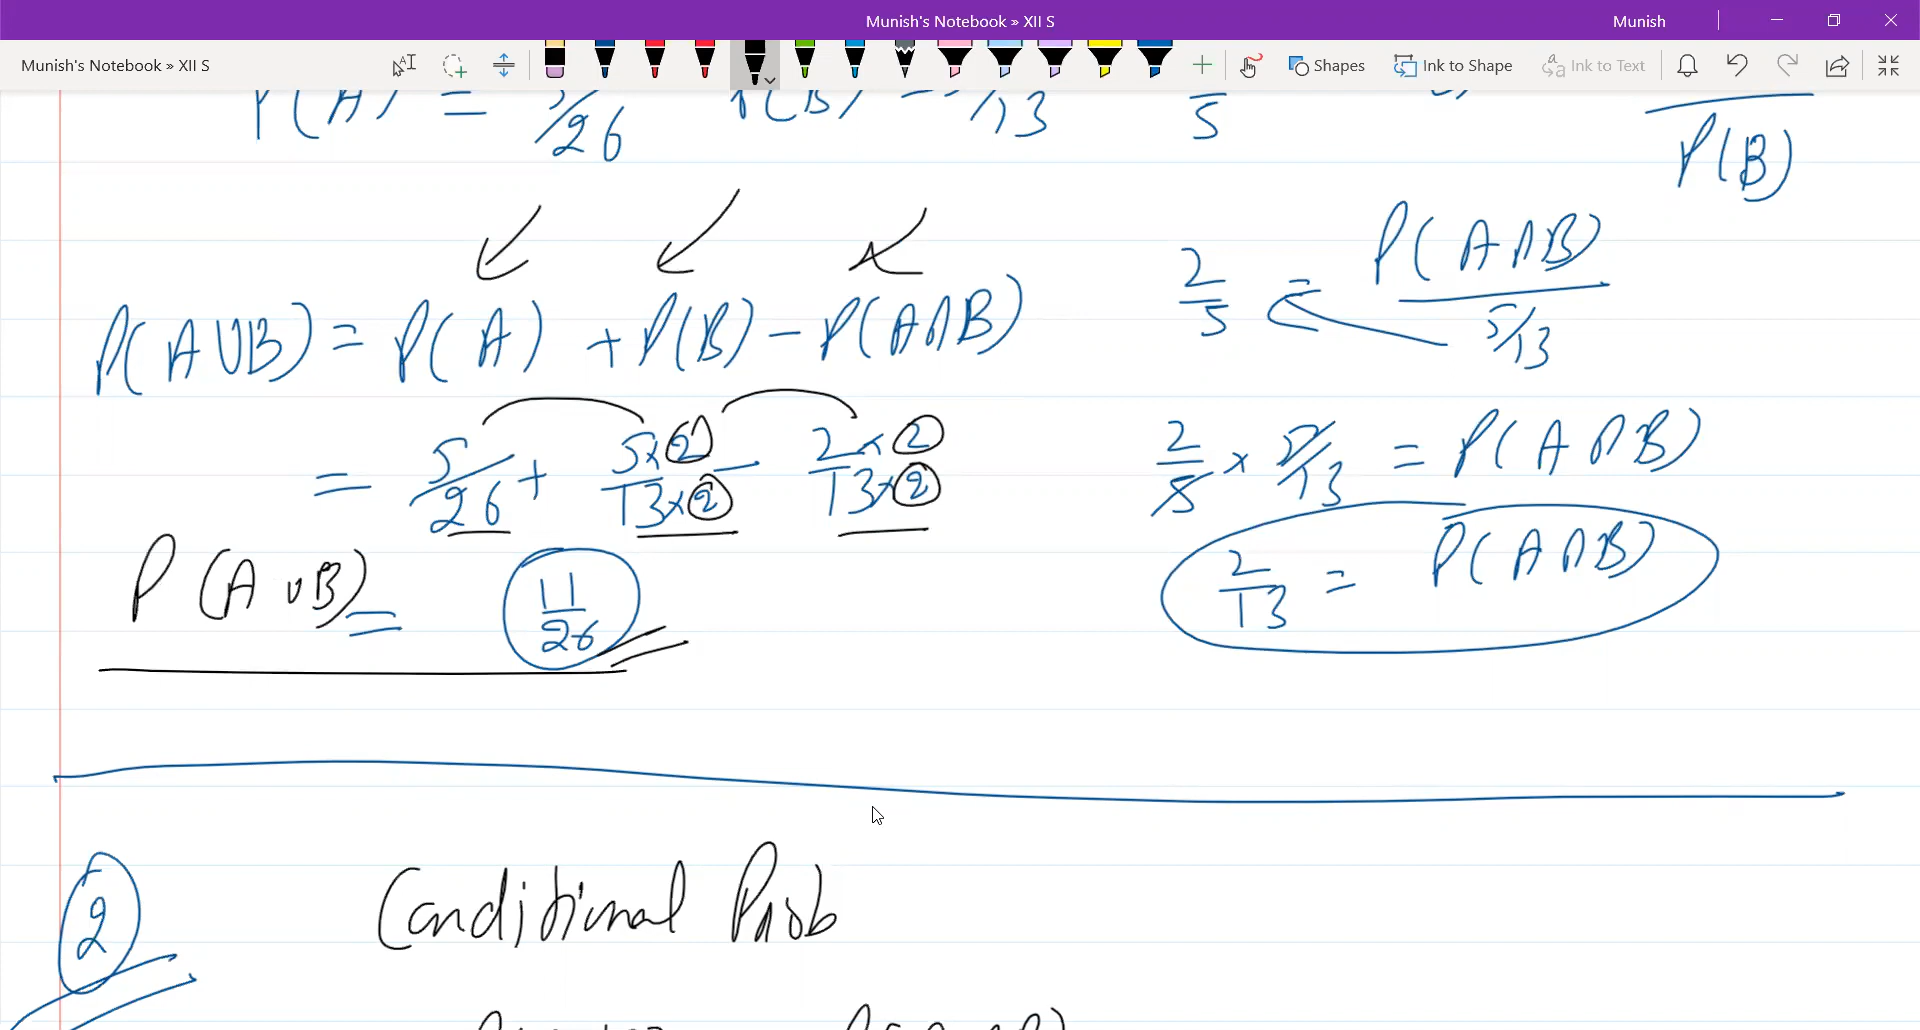 Munish's Notebook » XII S
Munish
Munish's Notebook » XII S
Shapes
Ink to Shape
Ink to Text
P(A) = 5/26 P(B) = 5/13
5
P(B)
P(A∪B) = P(A) + P(B) - P(A∩B)
= 5/26 + 5×2/13×2 - 2×2/13×2
P(A∪B) = 11/26
2/5 = P(A∩B) / 5/13
2/5 × 5/13 = P(A∩B)
2/13 = P(A∩B)
2 Conditional Prob